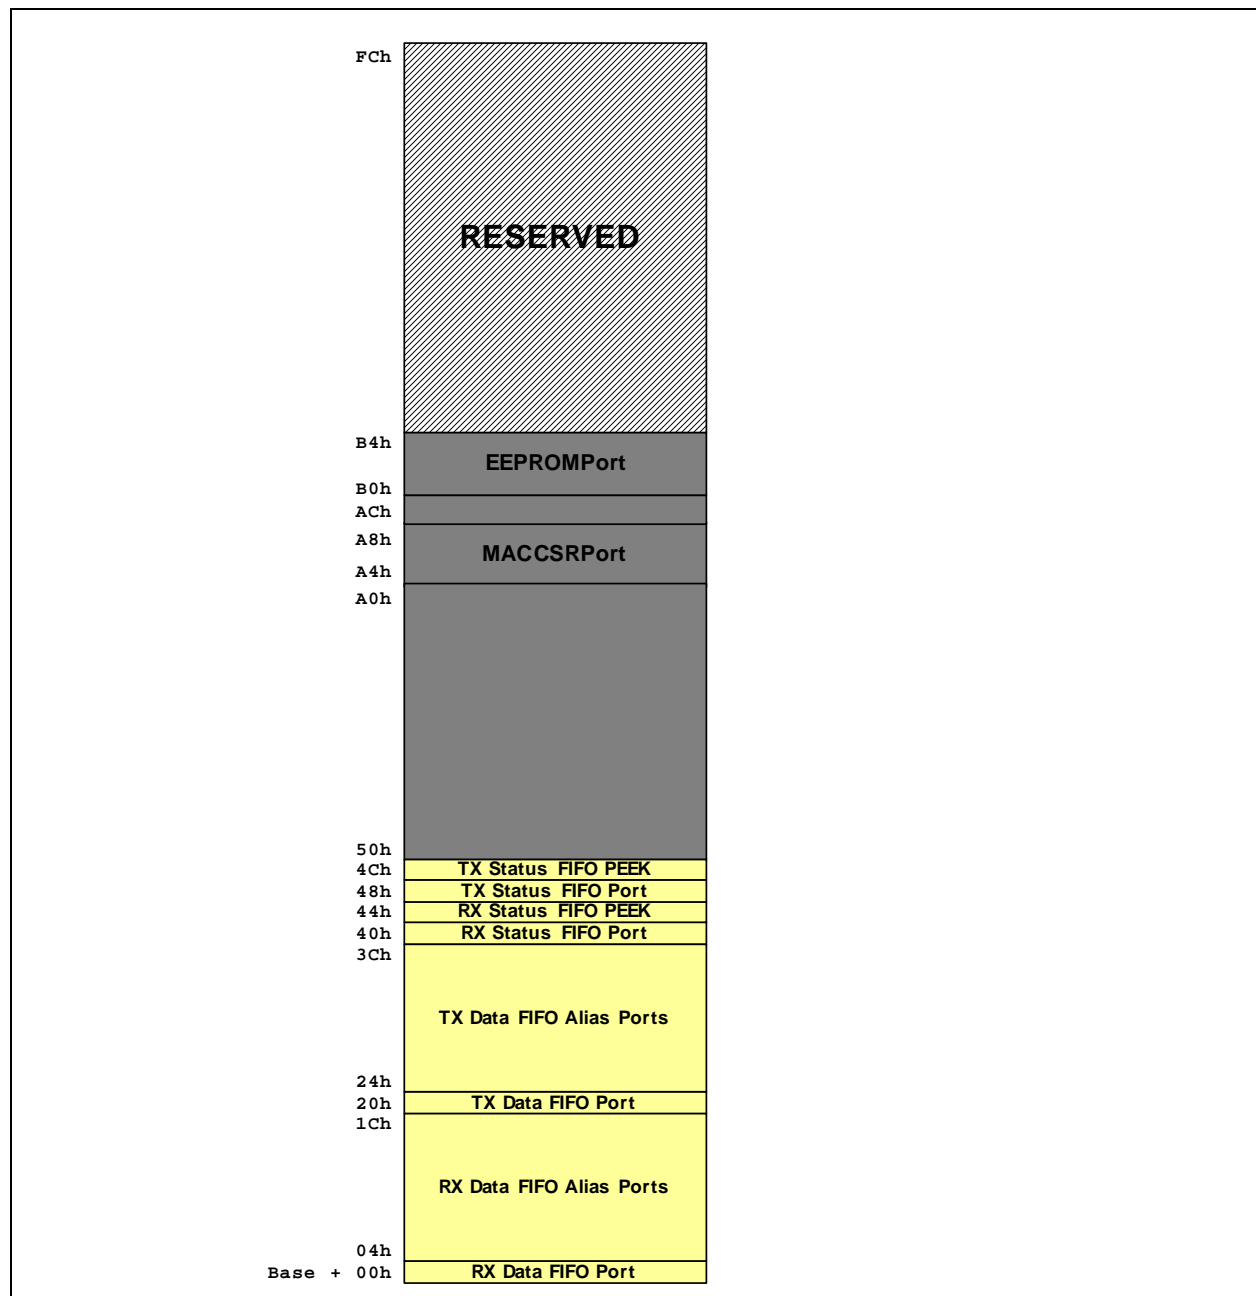 FCh
RESERVED
B4h
EEPROMPort
B0h
ACh
A8h
MACCSRPort
A4h
A0h
50h
4Ch TX Status FIFO PEEK
48h TX Status FIFO Port
44h RX Status FIFO PEEK
40h RX Status FIFO Port
3Ch
TX Data FIFO Alias Ports
24h
20h TX Data FIFO Port
1Ch
RX Data FIFO Alias Ports
04h
Base + 00h RX Data FIFO Port